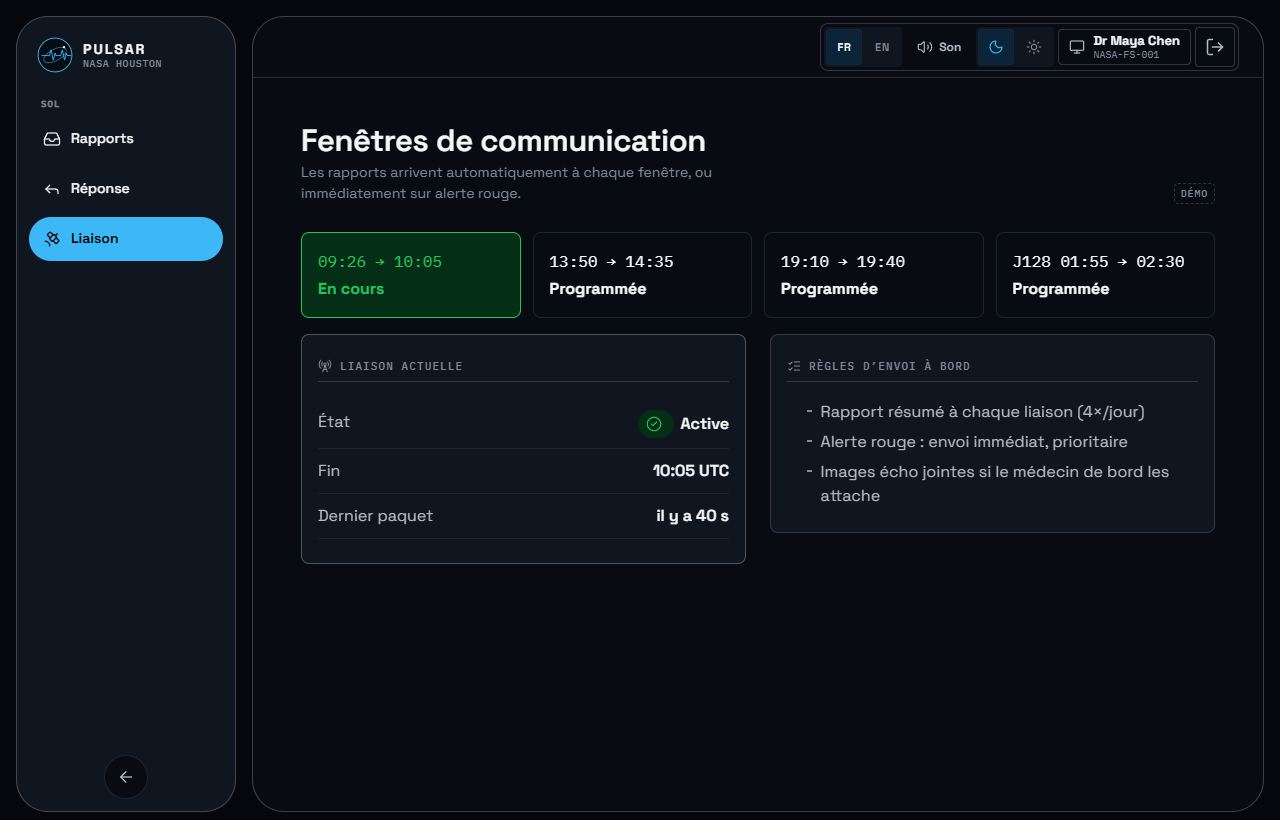 PULSAR
NASA HOUSTON
SOL
Rapports
Réponse
Liaison
FR
EN
Son
Dr Maya Chen
NASA-FS-001
Fenêtres de communication
Les rapports arrivent automatiquement à chaque fenêtre, ou
immédiatement sur alerte rouge.
DÉMO
09:26 → 10:05
En cours
13:50 → 14:35
Programmée
19:10 → 19:40
Programmée
J128 01:55 → 02:30
Programmée
LIAISON ACTUELLE
État
Active
Fin
10:05 UTC
Dernier paquet
il y a 40 s
RÈGLES D’ENVOI À BORD
- Rapport résumé à chaque liaison (4×/jour)
- Alerte rouge : envoi immédiat, prioritaire
- Images écho jointes si le médecin de bord les
attache